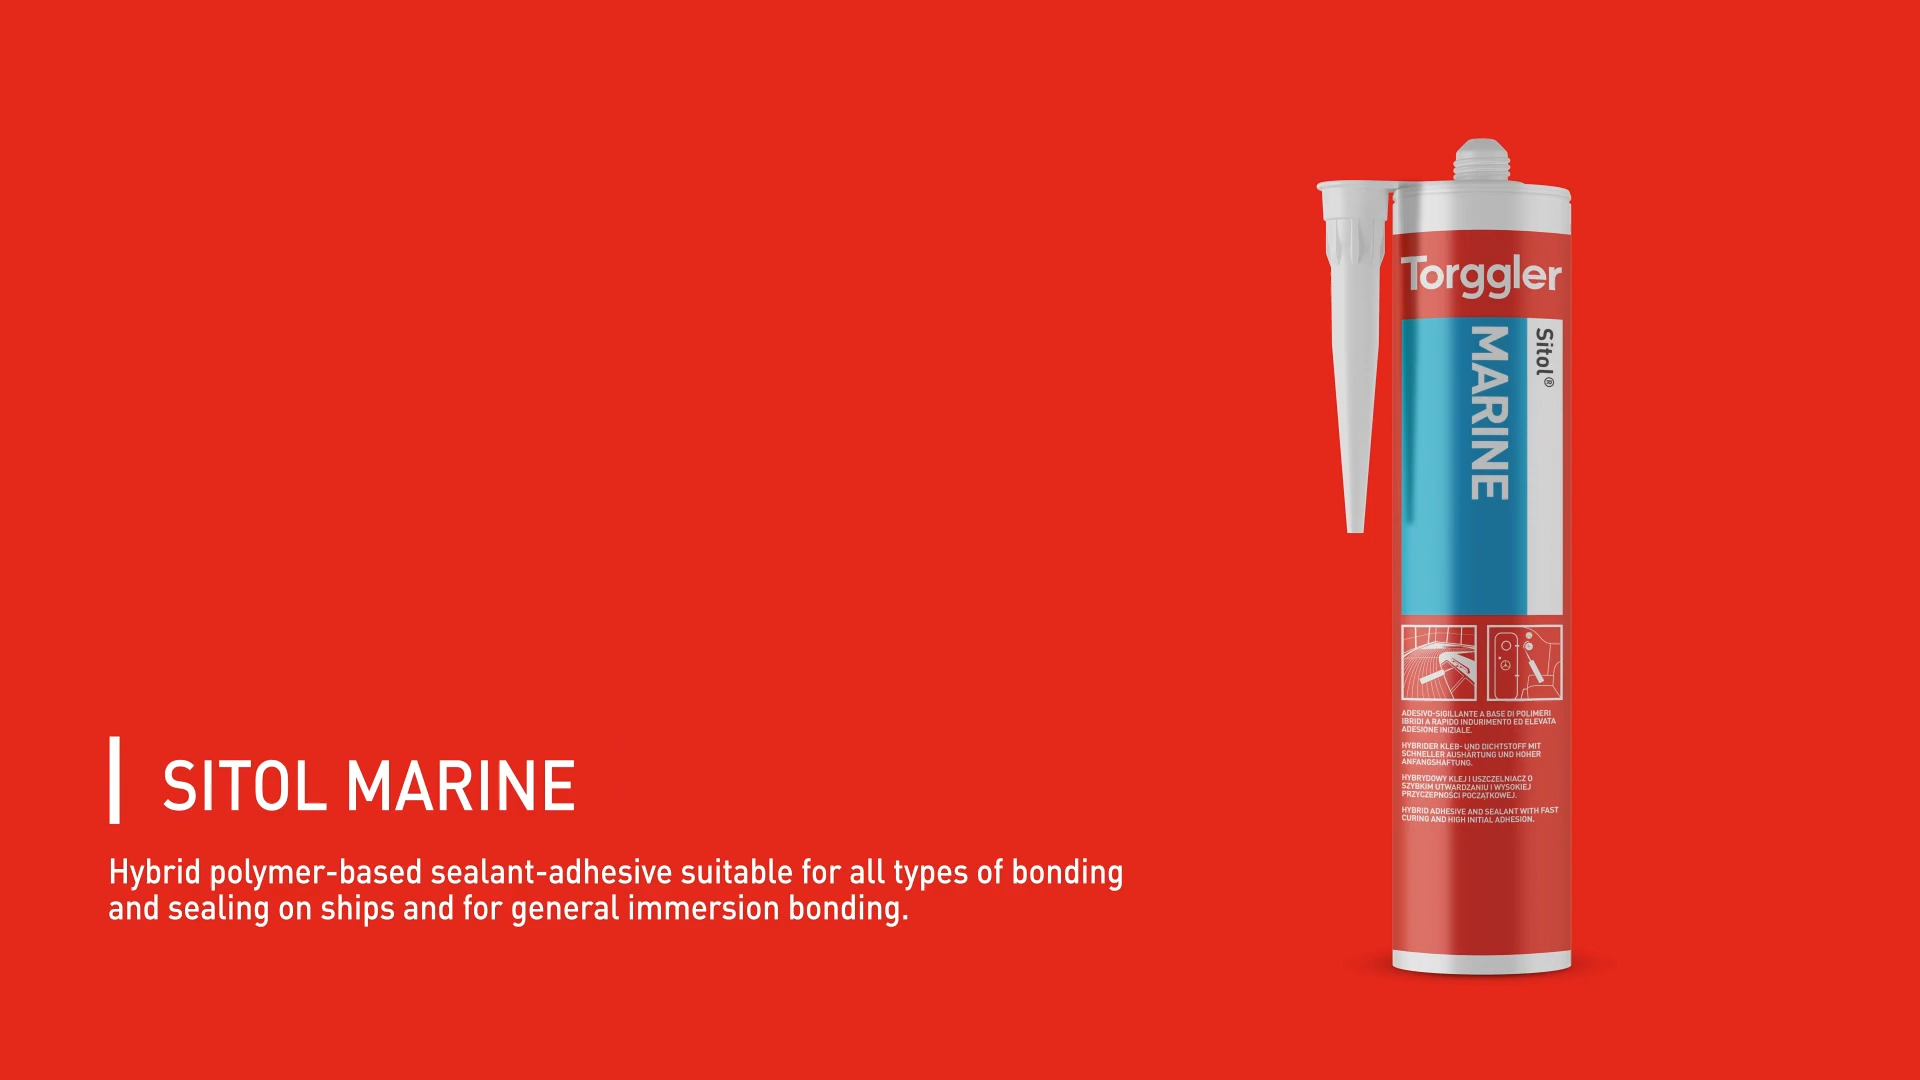 Torggler
Sitol®
MARINE
ADESIVO-SIGILLANTE A BASE DI POLIMERI
IBRIDI A RAPIDO INDURIMENTO ED ELEVATA
ADESIONE INIZIALE.
HYBRIDER KLEB- UND DICHTSTOFF MIT
SCHNELLER AUSHÄRTUNG UND HOHER
ANFANGSHAFTUNG.
HYBRYDOWY KLEJ I USZCZELNIACZ O
SZYBKIM UTWARDZANIU I WYSOKIEJ
PRZYCZEPNOŚCI POCZĄTKOWEJ.
HYBRID ADHESIVE AND SEALANT WITH FAST
CURING AND HIGH INITIAL ADHESION.
SITOL MARINE
Hybrid polymer-based sealant-adhesive suitable for all types of bonding
and sealing on ships and for general immersion bonding.